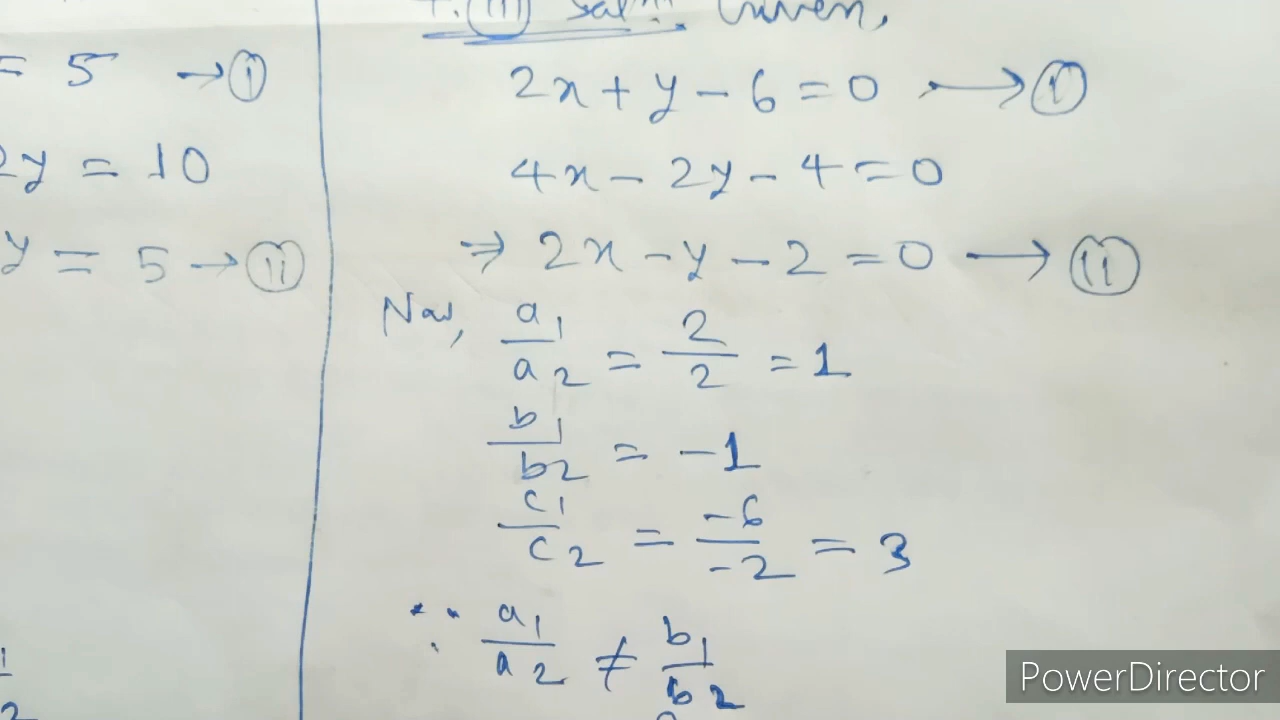 = 5 → (i)
2y = 10
y = 5 → (ii)
Given,
2x + y - 6 = 0 → (i)
4x - 2y - 4 = 0
⇒ 2x - y - 2 = 0 → (ii)
Now, a₁/a₂ = 2/2 = 1
b₁/b₂ = -1
c₁/c₂ = -6/-2 = 3
∵ a₁/a₂ ≠ b₁/b₂
PowerDirector